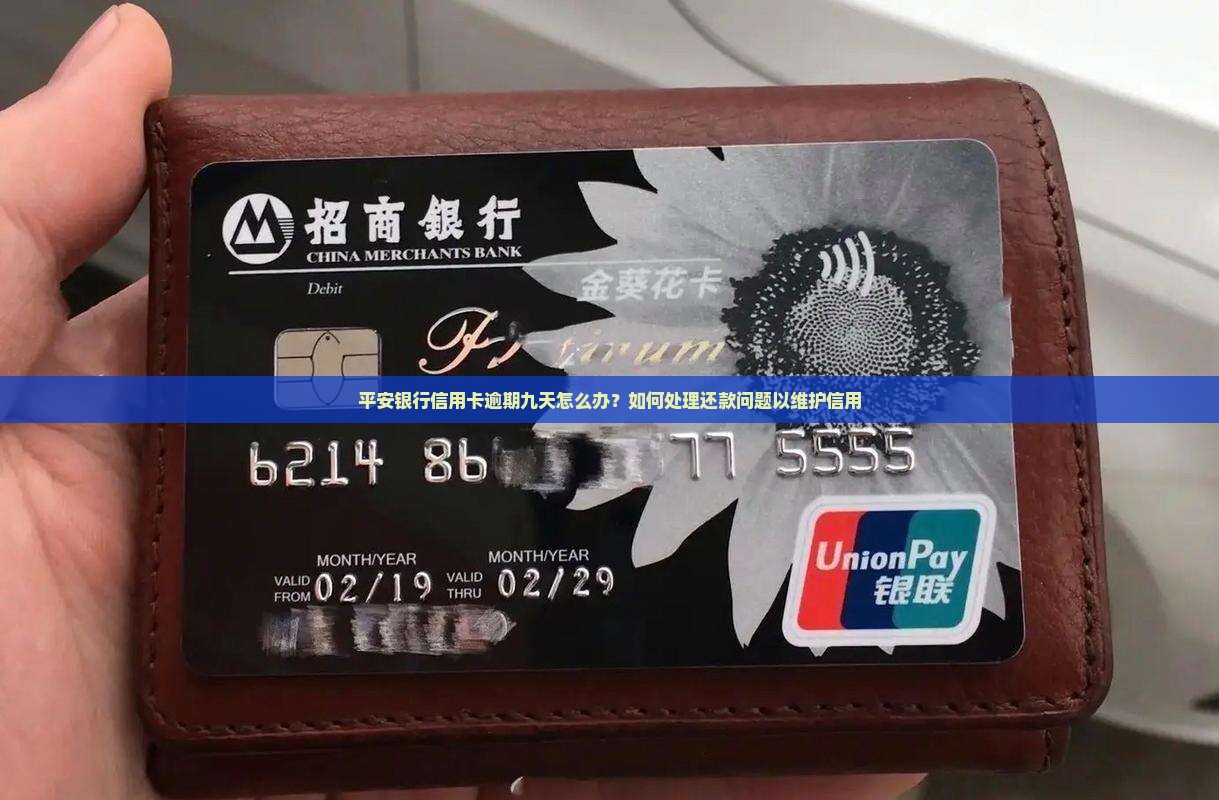 招商銀行
CHINA MERCHANTS BANK
Debit
金葵花卡
平安银行信用卡逾期九天怎么办？如何处理还款问题以维护信用
6214 86 77 5555
MONTH/YEAR MONTH/YEAR
VALID FROM 02/19 VALID THRU 02/29
UnionPay
银联